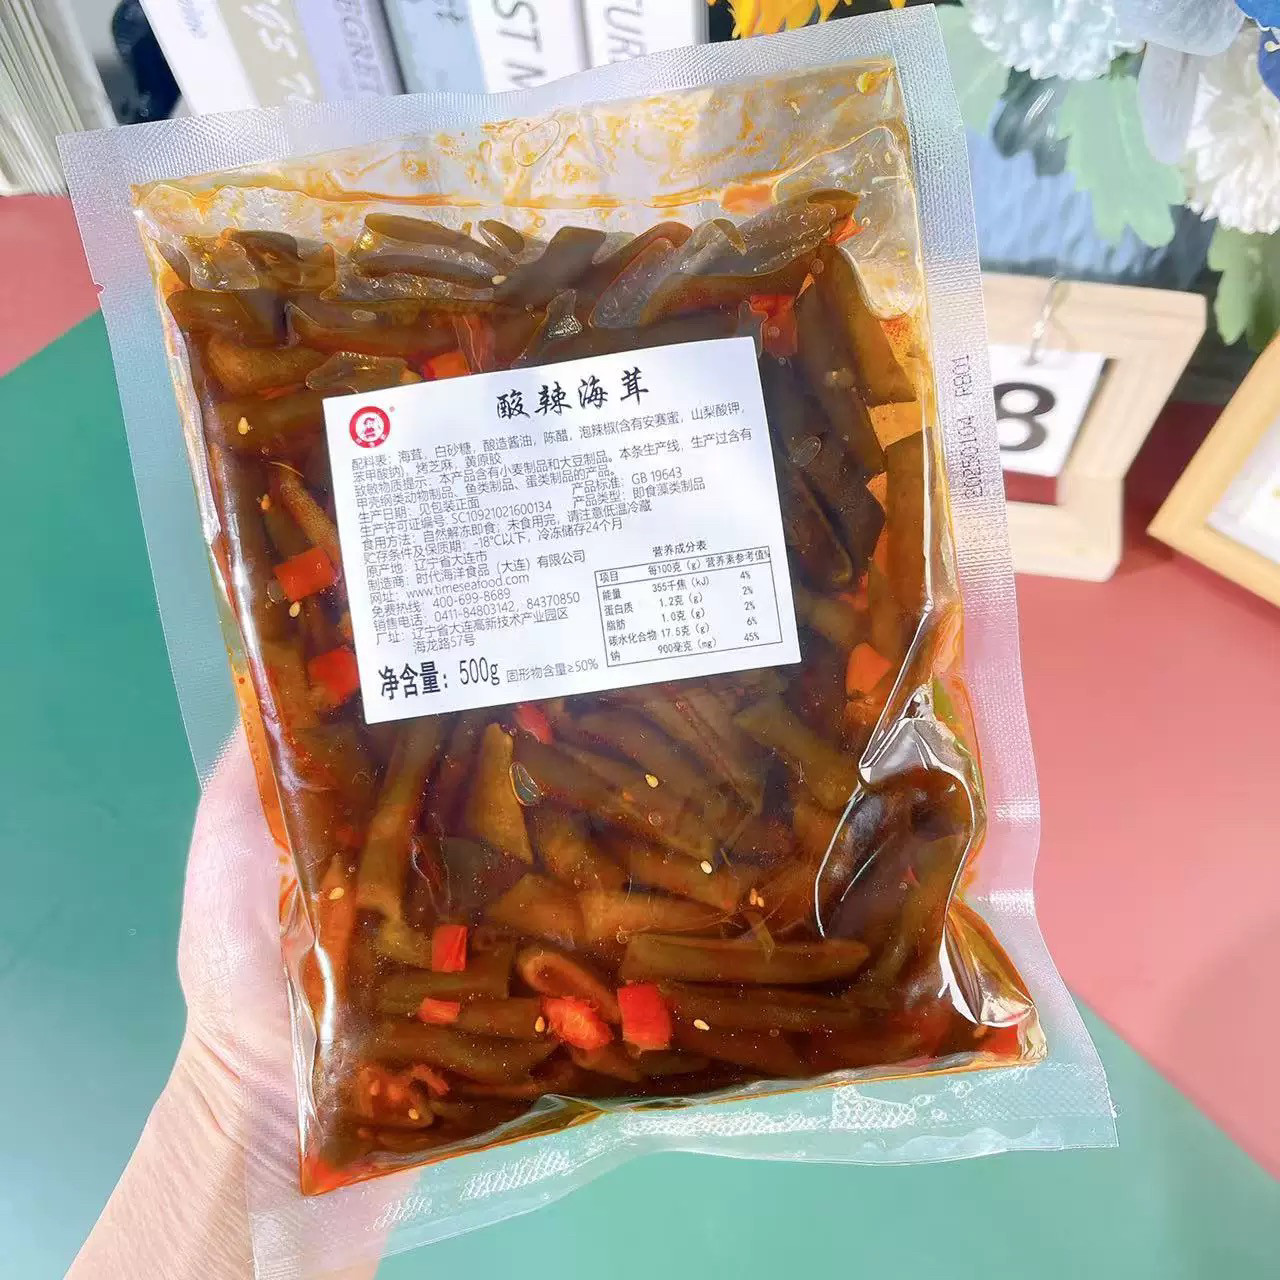 ST M
TUR
8
20250104 FB01
酸辣海茸
配料表：海茸，白砂糖，酿造酱油，陈醋，泡辣椒(含有安赛蜜，山梨酸钾，
苯甲酸钠)，烤芝麻，黄原胶
致敏物质提示：本产品含有小麦制品和大豆制品。本条生产线，生产过含有
甲壳纲类动物制品、鱼类制品、蛋类制品的产品。
生产日期：见包装正面 产品标准：GB 19643
生产许可证编号：SC10921021600134 产品类型：即食藻类制品
食用方法：自然解冻即食，未食用完，请注意低温冷藏
贮存条件及保质期：-18℃以下，冷冻储存24个月
原产地：辽宁省大连市
制造商：时代海洋食品（大连）有限公司
网址：www.timeseafood.com
免费热线：400-699-8689
销售电话：0411-84803142，84370850
厂址：辽宁省大连高新技术产业园区
海龙路57号
净含量：500g 固形物含量≥50%
营养成分表
项目 每100克（g） 营养素参考值%
能量 355千焦（kJ） 4%
蛋白质 1.2克（g） 2%
脂肪 1.0克（g） 2%
碳水化合物 17.5克（g） 6%
钠 900毫克（mg） 45%